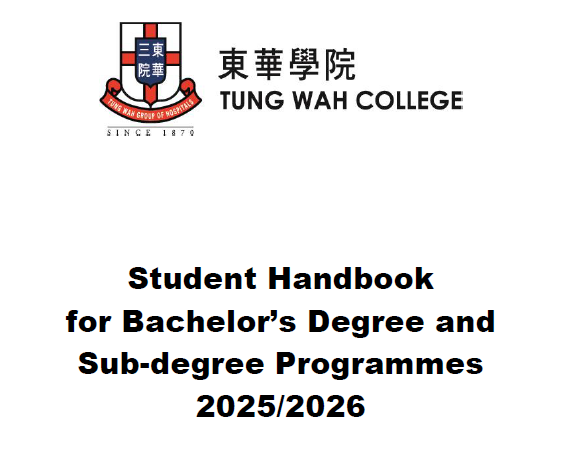 東華
三院
TUNG WAH GROUP OF HOSPITALS
SINCE 1870
東華學院
TUNG WAH COLLEGE
Student Handbook
for Bachelor’s Degree and
Sub-degree Programmes
2025/2026